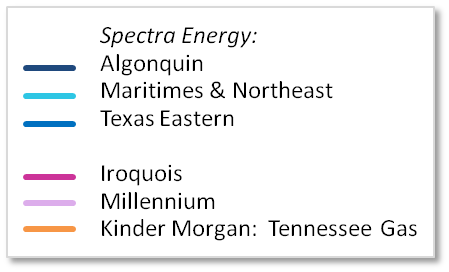 Spectra Energy:
Algonquin
Maritimes & Northeast
Texas Eastern
Iroquois
Millennium
Kinder Morgan: Tennessee Gas